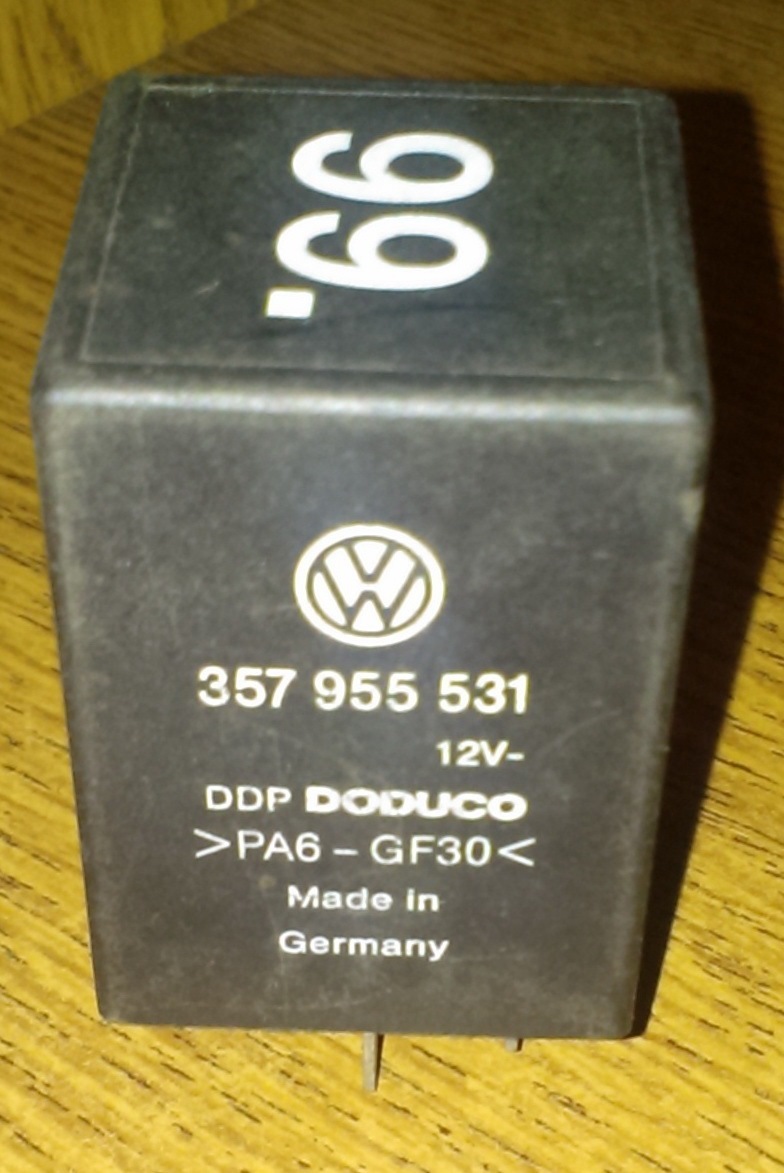 99.
357 955 531
12V-
DDP DODUCO
>PA6 – GF30<
Made in
Germany